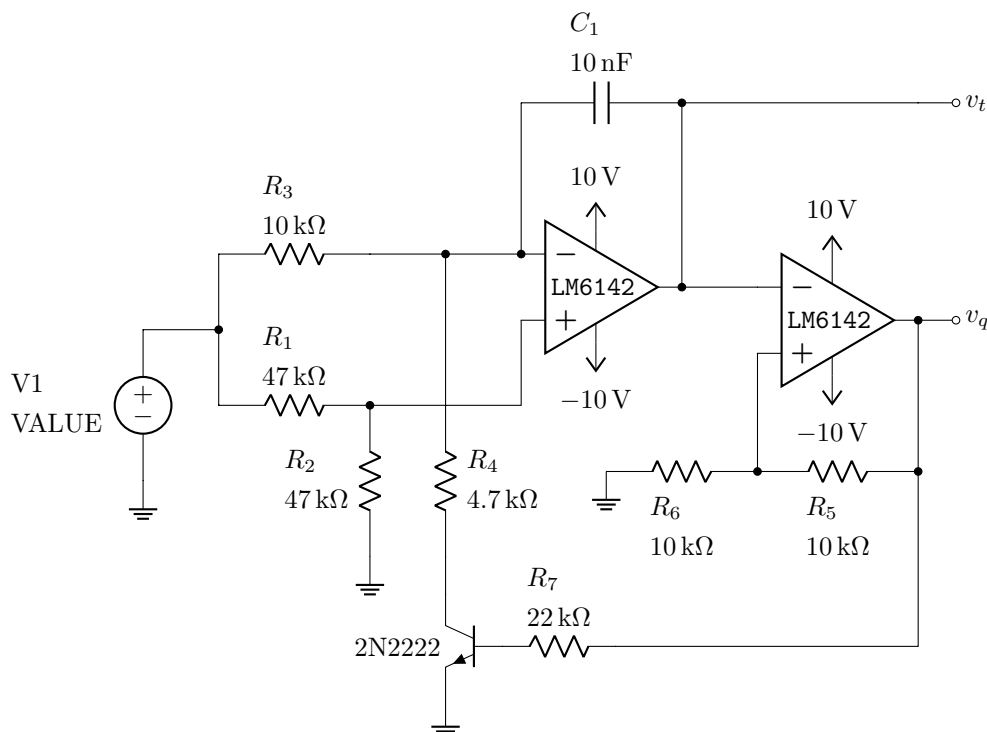 C₁
10 nF
vₜ
10 V
R₃
10 kΩ
10 V
−
LM6142
+
−
LM6142
+
v_q
R₁
47 kΩ
V1
VALUE
+
−
−10 V
−10 V
R₂
47 kΩ
R₄
4.7 kΩ
R₆
10 kΩ
R₅
10 kΩ
R₇
22 kΩ
2N2222